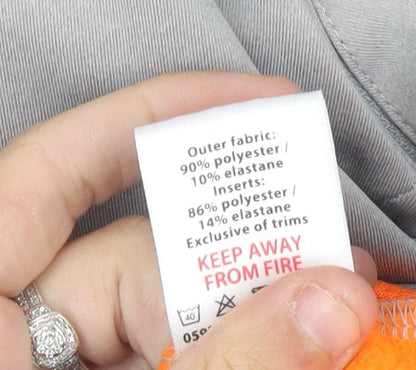 Outer fabric:
90% polyester /
10% elastane
Inserts:
86% polyester /
14% elastane
Exclusive of trims
KEEP AWAY
FROM FIRE
40